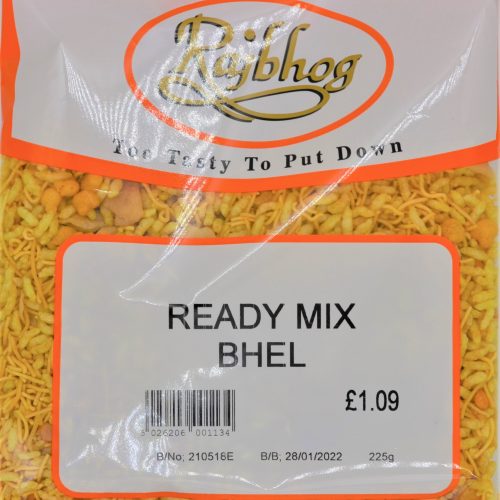 Rajbhog
Too Tasty To Put Down
READY MIX
BHEL
£1.09
5 026206 001134
B/No; 210516E B/B; 28/01/2022 225g